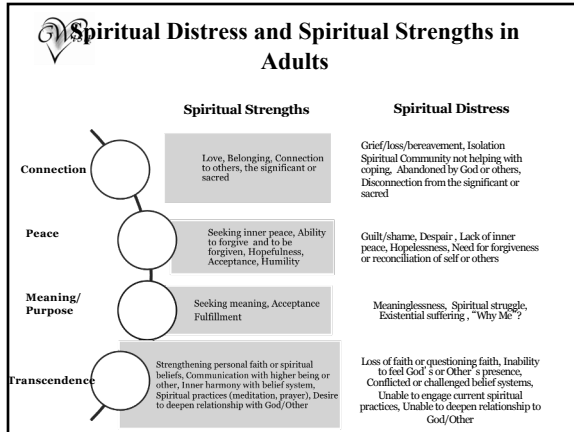 Spiritual Distress and Spiritual Strengths in
Adults
Spiritual Strengths
Spiritual Distress
Connection
Love, Belonging, Connection
to others, the significant or
sacred
Grief/loss/bereavement, Isolation
Spiritual Community not helping with
coping, Abandoned by God or others,
Disconnection from the significant or
sacred
Peace
Seeking inner peace, Ability
to forgive and to be
forgiven, Hopefulness,
Acceptance, Humility
Guilt/shame, Despair , Lack of inner
peace, Hopelessness, Need for forgiveness
or reconciliation of self or others
Meaning/
Purpose
Seeking meaning, Acceptance
Fulfillment
Meaninglessness, Spiritual struggle,
Existential suffering , "Why Me"?
Transcendence
Strengthening personal faith or spiritual
beliefs, Communication with higher being or
other, Inner harmony with belief system,
Spiritual practices (meditation, prayer), Desire
to deepen relationship with God/Other
Loss of faith or questioning faith, Inability
to feel God's or Other's presence,
Conflicted or challenged belief systems,
Unable to engage current spiritual
practices, Unable to deepen relationship to
God/Other